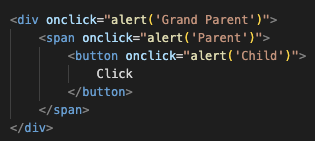 <div onclick="alert('Grand Parent')">
    <span onclick="alert('Parent')">
        <button onclick="alert('Child')">
            Click
        </button>
    </span>
</div>